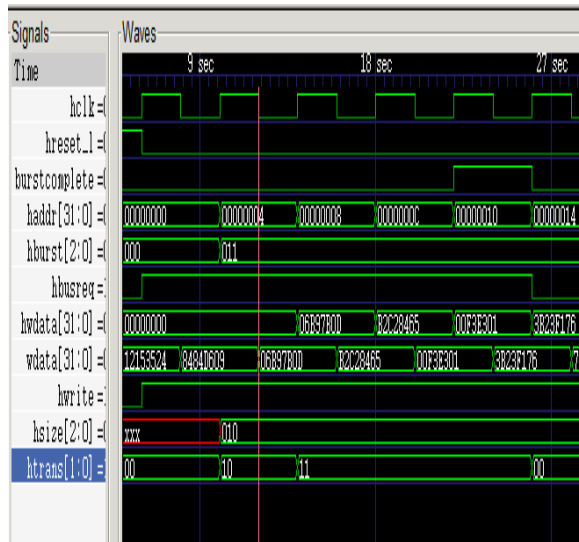 Signals Waves
Time 9 sec 18 sec 27 sec
hclk =
hreset_l =
burstcomplete =
haddr[31:0] = 00000000 00000004 00000008 0000000C 00000010 00000014
hburst[2:0] = 000 011
hbusreq =
hwdata[31:0] = 00000000 06B97B0D B2C28465 00F3E301 3B23F176
wdata[31:0] = 12153524 8484D609 06B97B0D B2C28465 00F3E301 3B23F176
hwrite =
hsize[2:0] = xxx 010
htrans[1:0] = 00 10 11 00